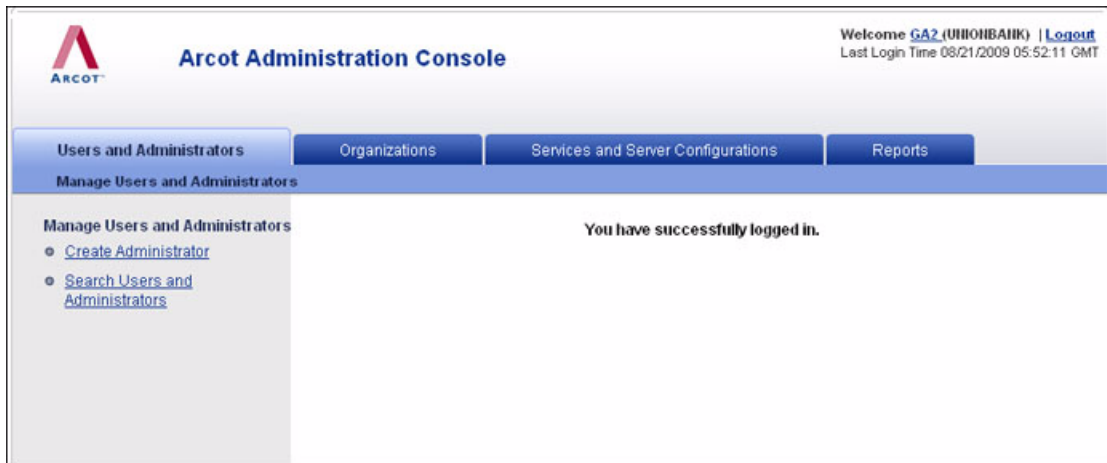 ARCOT
Arcot Administration Console
Welcome GA2 (UNIONBANK) | Logout
Last Login Time 08/21/2009 05:52:11 GMT
Users and Administrators
Organizations
Services and Server Configurations
Reports
Manage Users and Administrators
Manage Users and Administrators
Create Administrator
Search Users and
Administrators
You have successfully logged in.